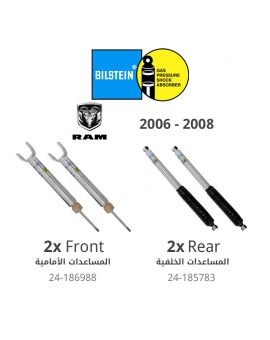 BILSTEIN
GAS
PRESSURE
SHOCK
ABSORBER
RAM
2006 - 2008
2x Front
المساعدات الأمامية
24-186988
2x Rear
المساعدات الخلفية
24-185783